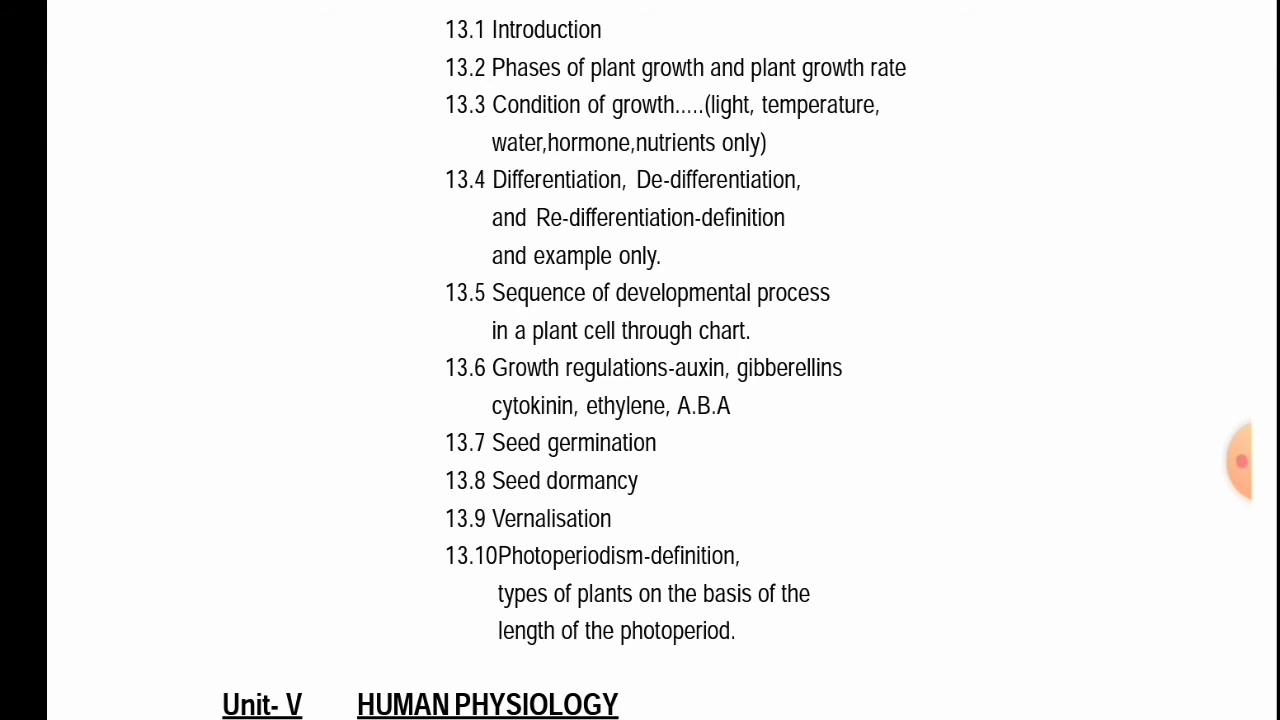 13.1 Introduction
13.2 Phases of plant growth and plant growth rate
13.3 Condition of growth.....(light, temperature,
water,hormone,nutrients only)
13.4 Differentiation, De-differentiation,
and Re-differentiation-definition
and example only.
13.5 Sequence of developmental process
in a plant cell through chart.
13.6 Growth regulations-auxin, gibberellins
cytokinin, ethylene, A.B.A
13.7 Seed germination
13.8 Seed dormancy
13.9 Vernalisation
13.10Photoperiodism-definition,
types of plants on the basis of the
length of the photoperiod.
Unit- V HUMAN PHYSIOLOGY